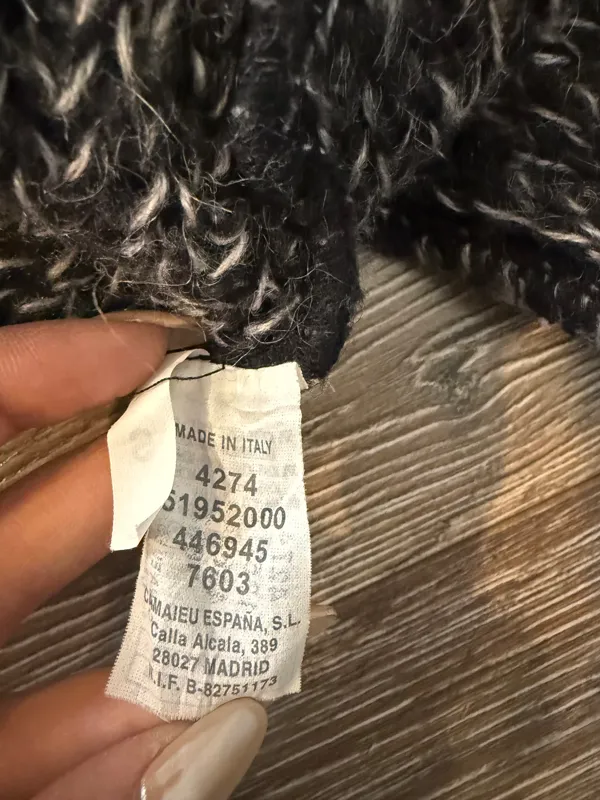 MADE IN ITALY
4274
51952000
446945
7603
CAMAIEU ESPAÑA, S.L.
Calla Alcala, 389
28027 MADRID
N.I.F. B-82751173